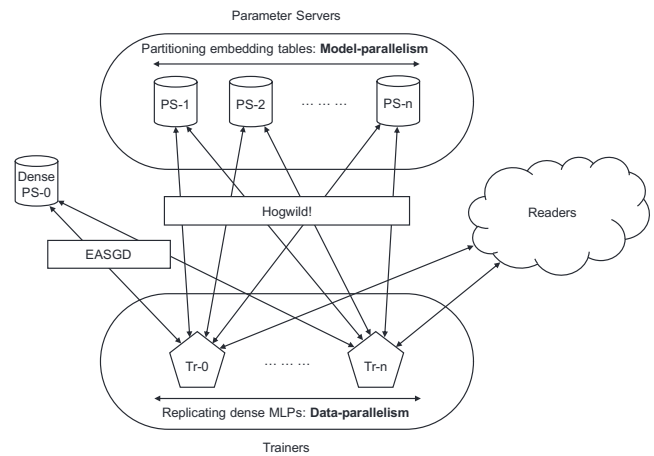 Parameter Servers
Partitioning embedding tables: Model-parallelism
PS-1
PS-2
... ... ...
PS-n
Dense
PS-0
Hogwild!
Readers
EASGD
Tr-0
... ... ...
Tr-n
Replicating dense MLPs: Data-parallelism
Trainers